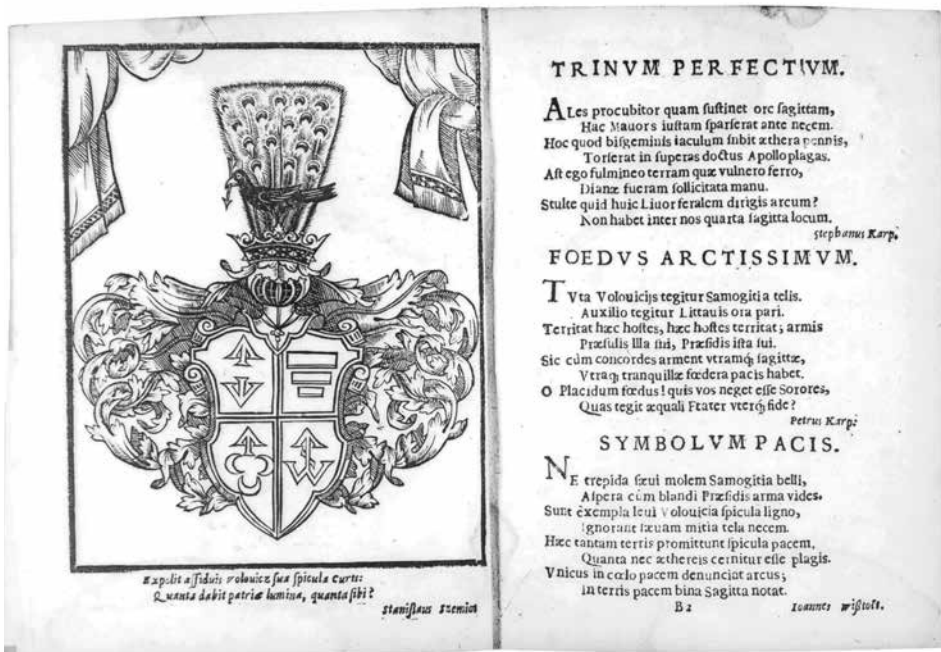 Expolit assiduis Volouicz sua spicula curis:
Quanta dabit patriæ lumina, quanta sibi?
Stanislaus Szemiot
TRINVM PERFECTIVM.
ALes procubitor quam sustinet ore sagittam,
Hac Mauors iustam sparserat ante necem.
Hoc quod bisgeminis iaculum subit æthera pennis,
Torserat in superas doctus Apollo plagas.
Ast ego fulmineo terram quæ vulnero ferro,
Dianæ fueram sollicitata manu.
Stulte quid huic Liuor feralem dirigis arcum?
Non habet inter nos quarta sagitta locum.
Stephanus Karp:
FOEDVS ARCTISSIMVM.
TVta Volouicijs tegitur Samogitia telis.
Auxilio tegitur Littauis ora pari.
Territat hæc hostes, hæc hostes territat; armis
Præsulis illa sui, Præsidis ista sui.
Sic cùm concordes arment vtramq; sagittæ,
Vtraq; tranquillæ fœdera pacis habet.
O Placidum fœdus! quis vos neget esse Sorores,
Quas tegit æquali Frater vterq; fide?
Petrus Karp:
SYMBOLVM PACIS.
NE trepida sæui molem Samogitia belli,
Aspera cùm blandi Præsidis arma vides.
Sunt exempla leui Volouicia spicula ligno,
Ignorant sæuam mitia tela necem.
Hæc tantam terris promittunt spicula pacem,
Quanta nec æthereis cernitur esse plagis.
Vnicus in cœlo pacem denunciat arcus;
In terris pacem bina Sagitta notat.
B2
Ioannes